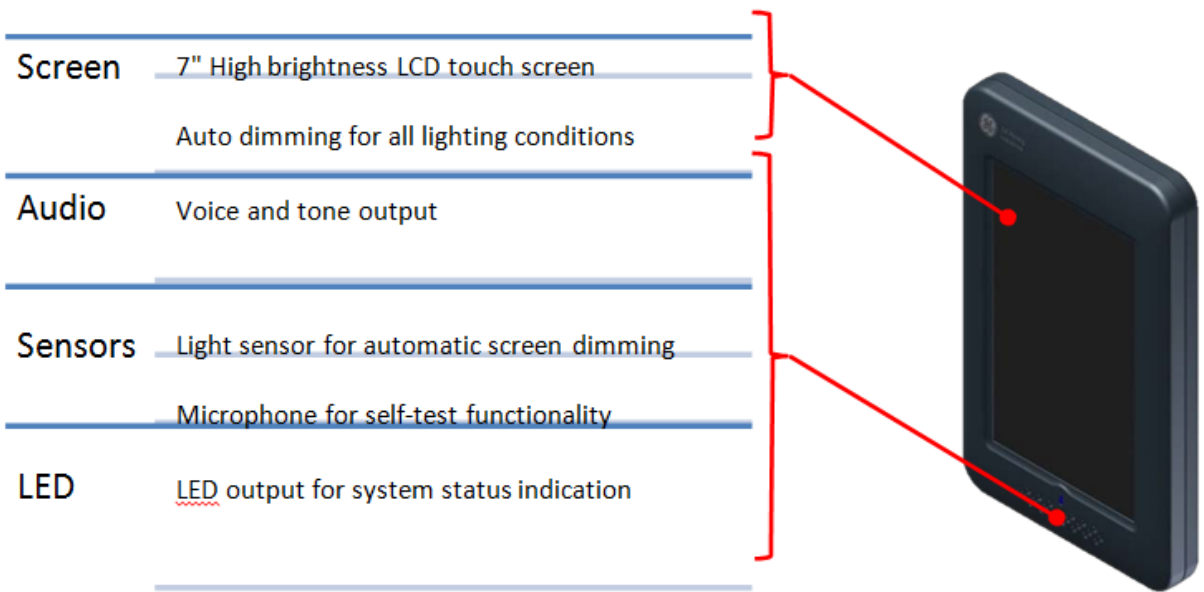 Screen
7" High brightness LCD touch screen
Auto dimming for all lighting conditions
Audio
Voice and tone output
Sensors
Light sensor for automatic screen dimming
Microphone for self-test functionality
LED
LED output for system status indication